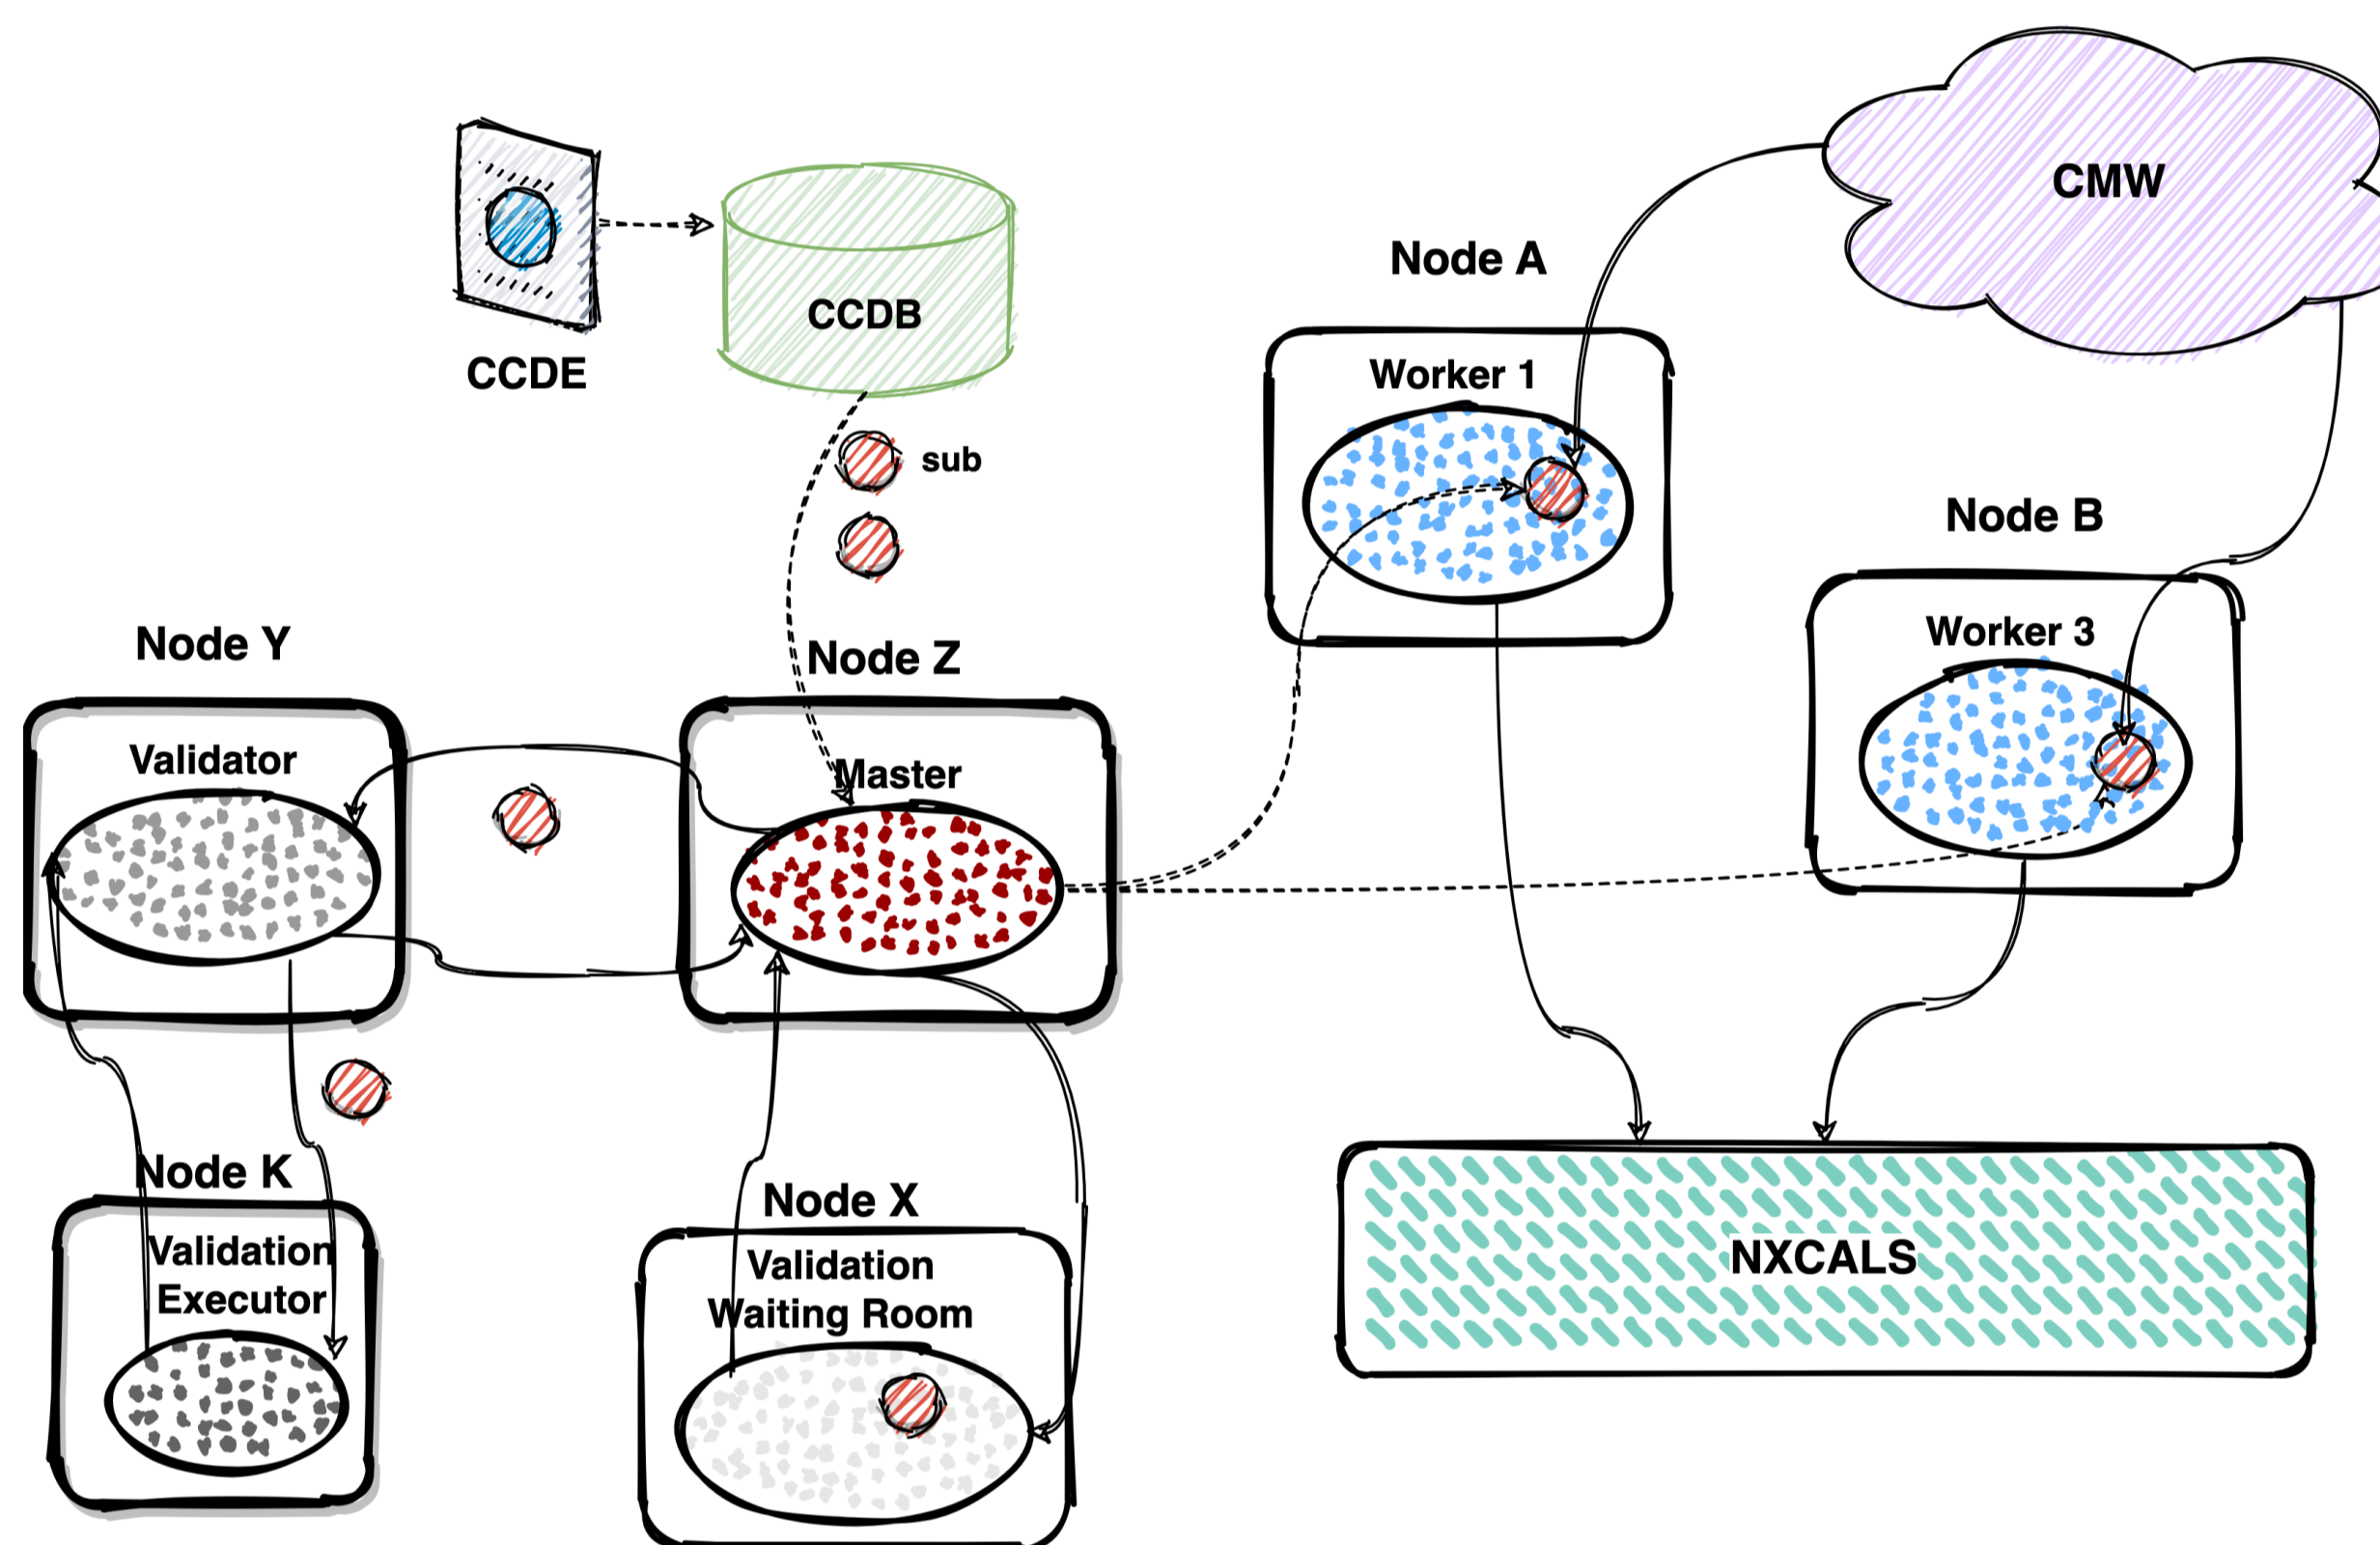 CMW
Node A
CCDB
CCDE
Worker 1
sub
Node B
Worker 3
Node Y
Node Z
Validator
Master
Node K
Node X
Validation
Executor
Validation
Waiting Room
NXCALS